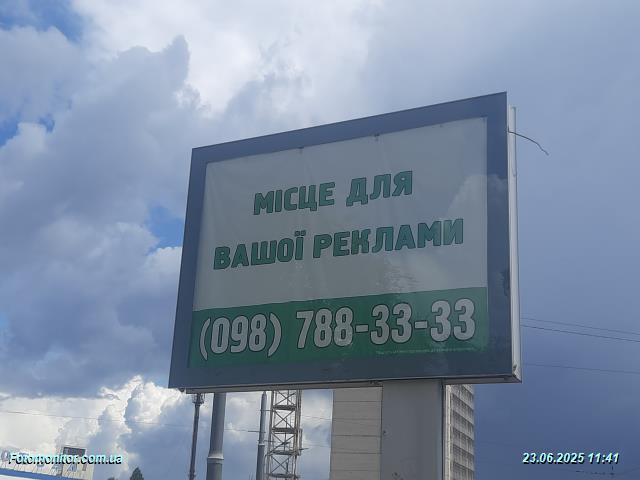 МІСЦЕ ДЛЯ
ВАШОЇ РЕКЛАМИ
(098) 788-33-33
Fotomonitor.com.ua
23.06.2025 11:41